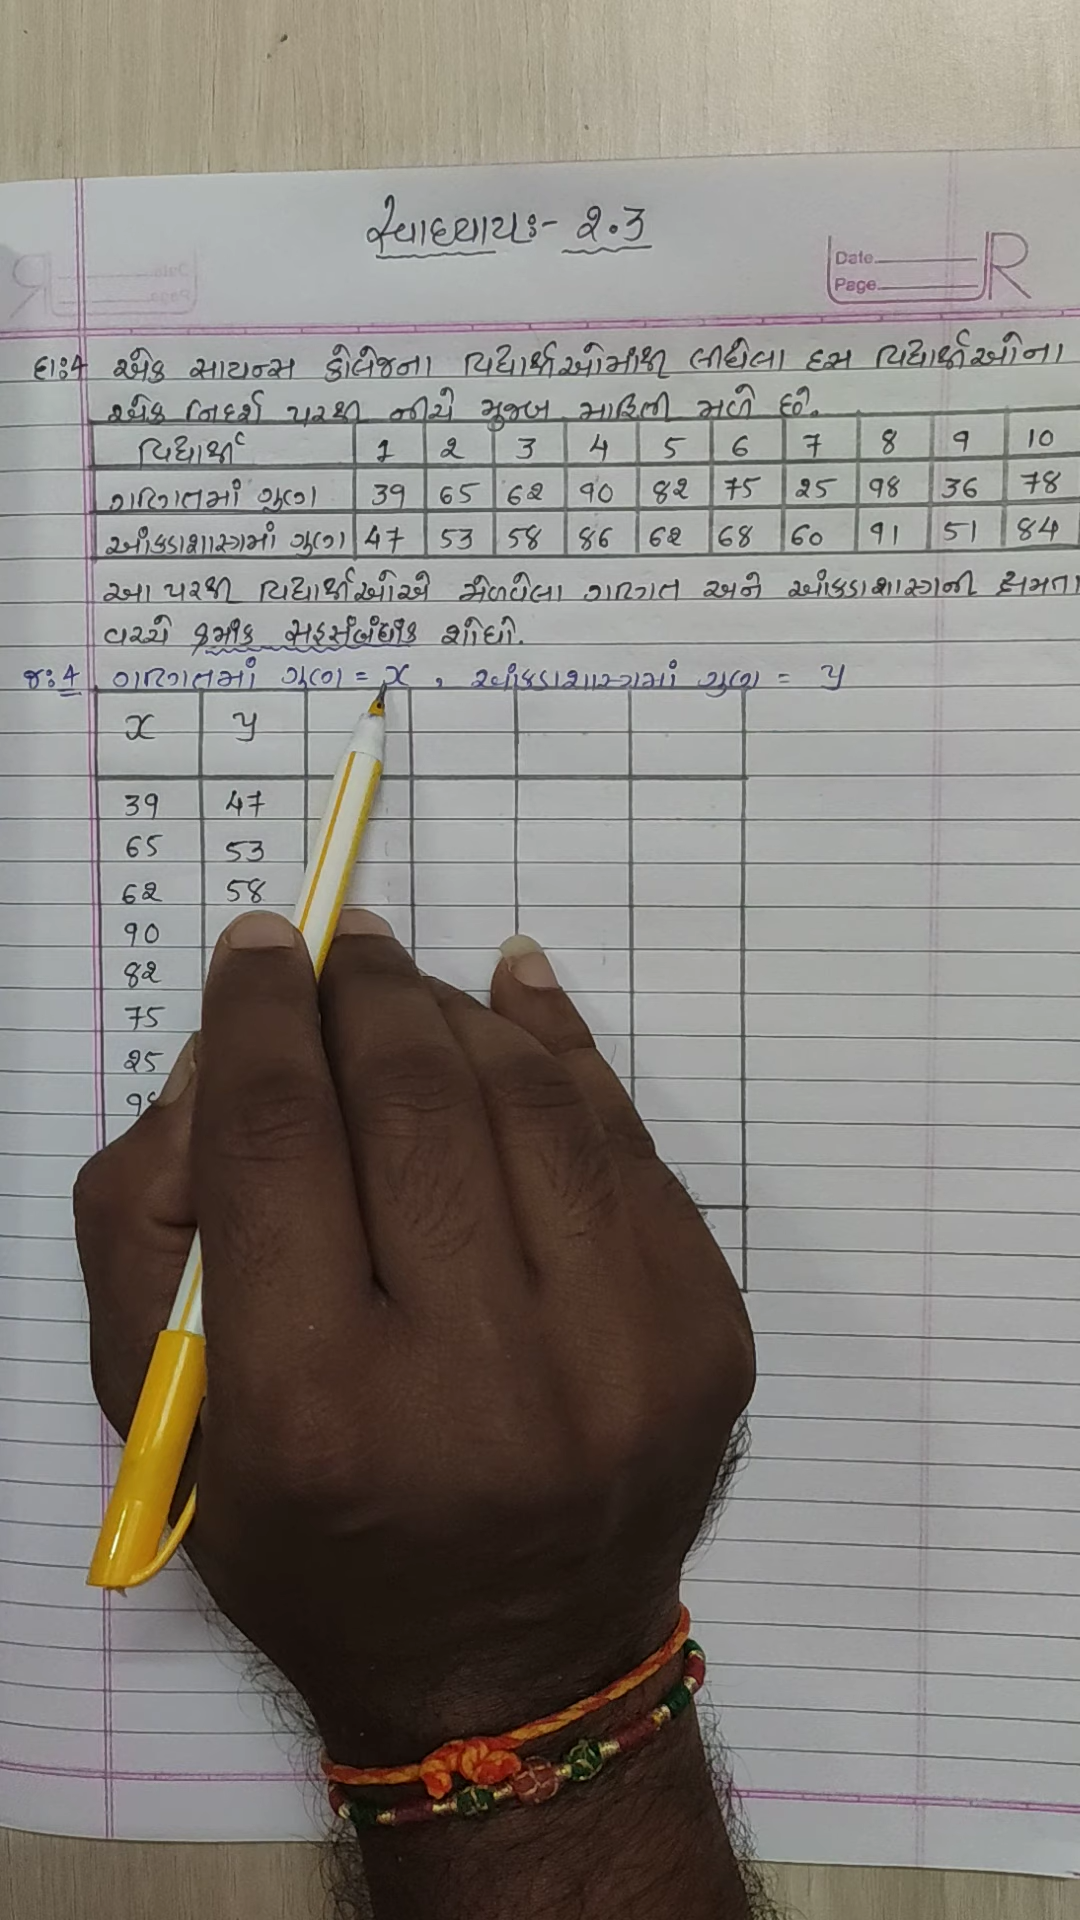 સ્વાધ્યાયઃ- ૨.૩
Date
Page
R
દાઃ4 એક સાયન્સ કોલેજના વિદ્યાર્થીઓમાંથી લીધેલા દસ વિદ્યાર્થીઓના
એક નિદર્શ પરથી નીચે મુજબ માહિતી મળે છે.
વિદ્યાર્થી 1 2 3 4 5 6 7 8 9 10
ગણિતમાં ગુણ 39 65 62 90 82 75 25 98 36 78
આંકડાશાસ્ત્રમાં ગુણ 47 53 58 86 62 68 60 91 51 84
આ પરથી વિદ્યાર્થીઓએ મેળવેલા ગણિત અને આંકડાશાસ્ત્રની ક્ષમતા
વચ્ચે ક્રમાંક સહસંબંધાંક શોધો.
જઃ4 ગણિતમાં ગુણ = x , આંકડાશાસ્ત્રમાં ગુણ = y
x y
39 47
65 53
62 58
90
82
75
25